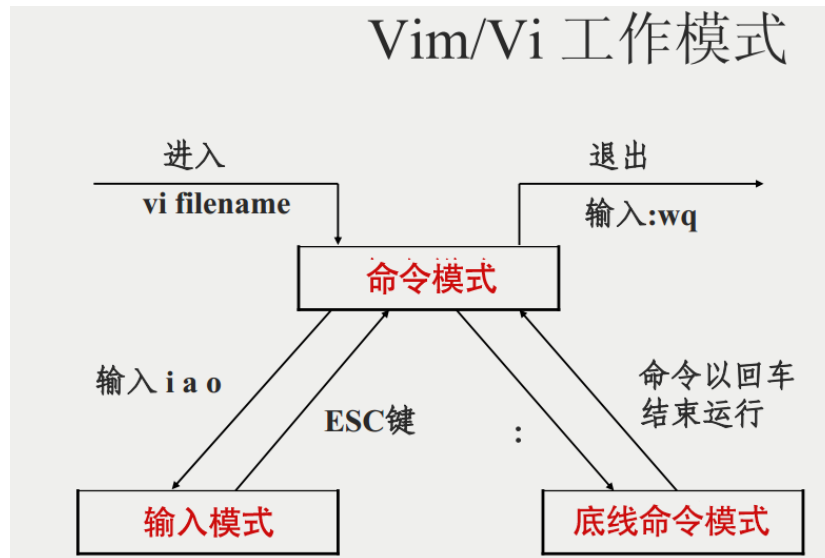 Vim/Vi 工作模式
进入
vi filename
退出
输入:wq
命令模式
输入 i a o
ESC键
:
命令以回车
结束运行
输入模式
底线命令模式